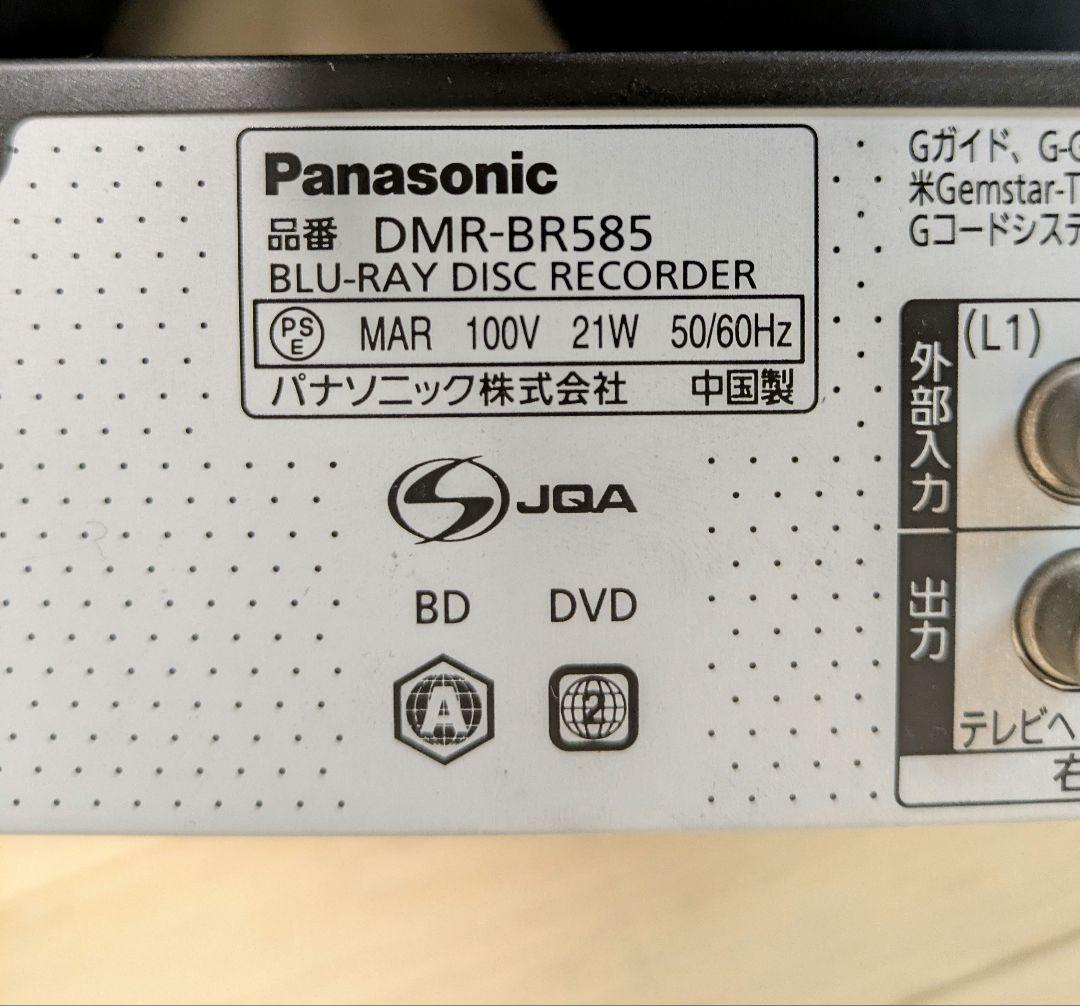 Panasonic
品番 DMR-BR585
BLU-RAY DISC RECORDER
PS E MAR 100V 21W 50/60Hz
パナソニック株式会社 中国製
S JQA
BD DVD
A 2
Gガイド、G-G
米Gemstar-T
Gコードシステ
外部入力
(L1)
出力
テレビへ
右